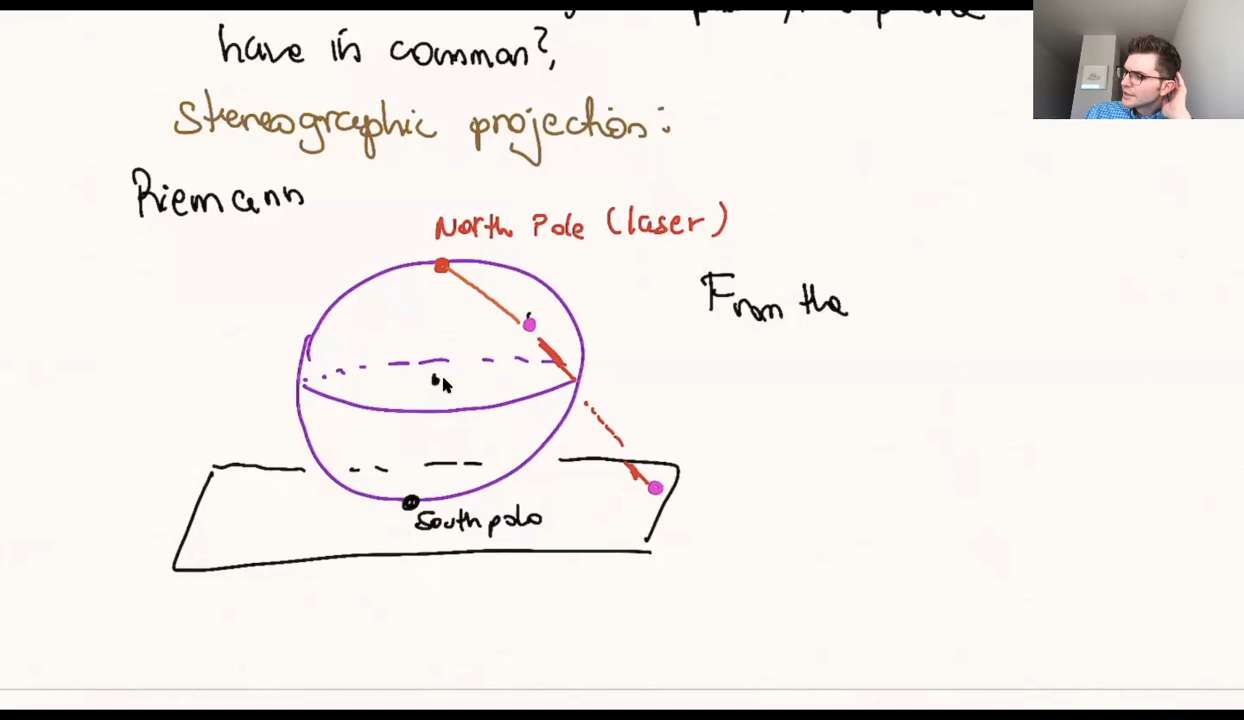 have in common?,
Stereographic projection:
Riemann
North Pole (laser)
From the
South pole